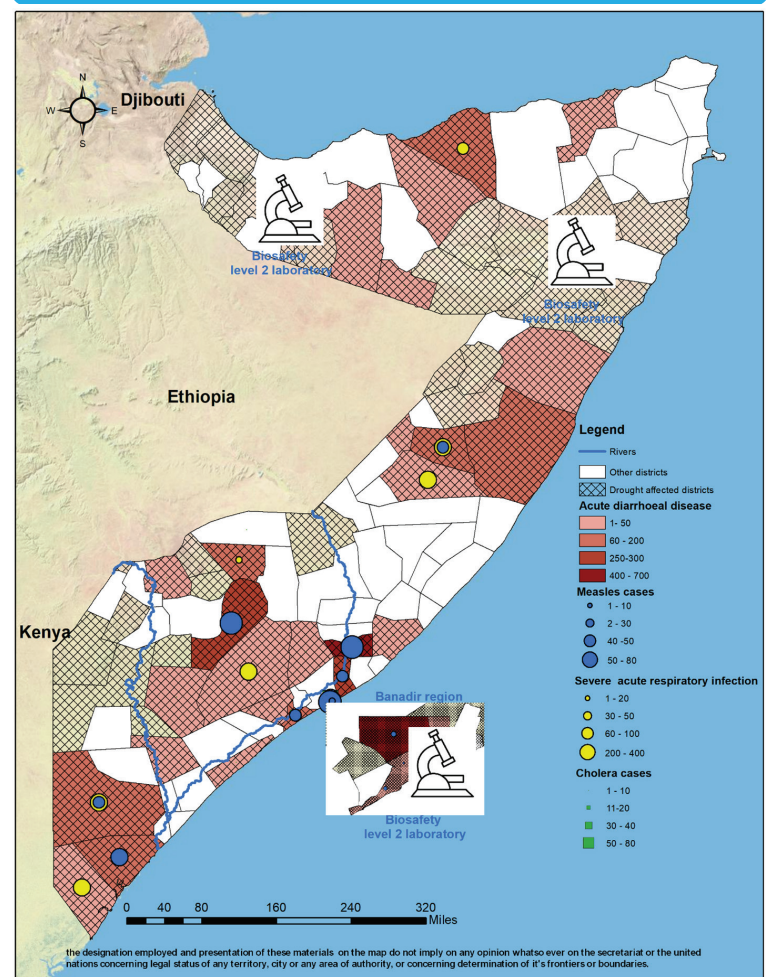 N
W
E
S
Djibouti
Biosafety
level 2 laboratory
Biosafety
level 2 laboratory
Ethiopia
Kenya
Legend
Rivers
Other districts
Drought affected districts
Acute diarrhoeal disease
1- 50
60 - 200
250-300
400 - 700
Measles cases
1 - 10
2 - 30
40 -50
50 - 80
Severe acute respiratory infection
1 - 20
30 - 50
60 - 100
200 - 400
Cholera cases
1 - 10
11-20
30 - 40
50 - 80
Banadir region
Biosafety
level 2 laboratory
0 40 80 160 240 320
Miles
the designation employed and presentation of these materials on the map do not imply on any opinion whatso ever on the secretariat or the united
nations concerning legal status of any territory, city or any area of authority, or concerning determination of it's frontiers or boundaries.